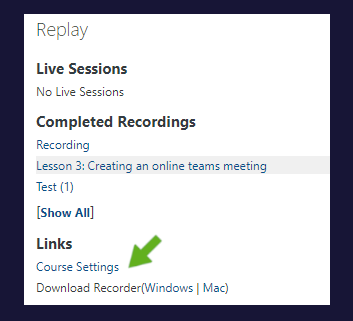 Replay
Live Sessions
No Live Sessions
Completed Recordings
Recording
Lesson 3: Creating an online teams meeting
Test (1)
[Show All]
Links
Course Settings
Download Recorder(Windows | Mac)